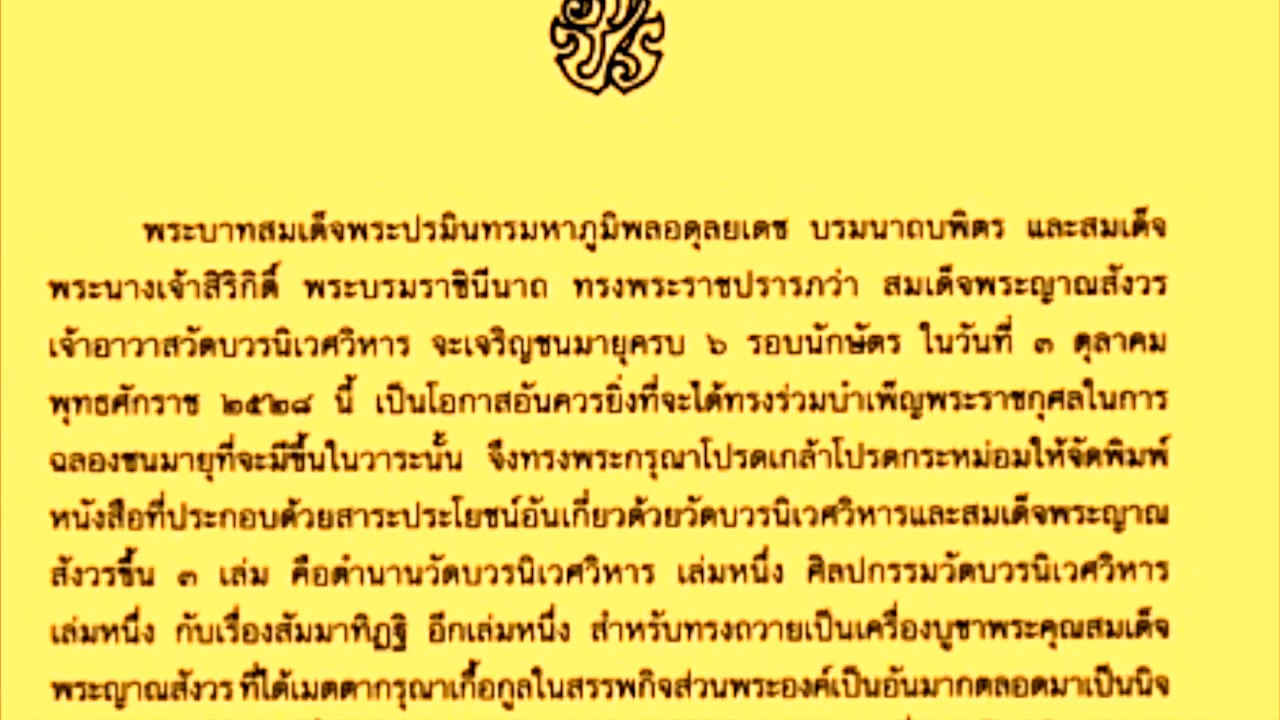 พระบาทสมเด็จพระปรมินทรมหาภูมิพลอดุลยเดช บรมนาถบพิตร และสมเด็จ
พระนางเจ้าสิริกิติ์ พระบรมราชินีนาถ ทรงพระราชปรารภว่า สมเด็จพระญาณสังวร
เจ้าอาวาสวัดบวรนิเวศวิหาร จะเจริญชนมายุครบ ๖ รอบนักษัตร ในวันที่ ๓ ตุลาคม
พุทธศักราช ๒๕๒๘ นี้ เป็นโอกาสอันควรยิ่งที่จะได้ทรงร่วมบำเพ็ญพระราชกุศลในการ
ฉลองชนมายุที่จะมีขึ้นในวาระนั้น จึงทรงพระกรุณาโปรดเกล้าโปรดกระหม่อมให้จัดพิมพ์
หนังสือที่ประกอบด้วยสาระประโยชน์อันเกี่ยวด้วยวัดบวรนิเวศวิหารและสมเด็จพระญาณ
สังวรขึ้น ๓ เล่ม คือตำนานวัดบวรนิเวศวิหาร เล่มหนึ่ง ศิลปกรรมวัดบวรนิเวศวิหาร
เล่มหนึ่ง กับเรื่องสัมมาทิฏฐิ อีกเล่มหนึ่ง สำหรับทรงถวายเป็นเครื่องบูชาพระคุณสมเด็จ
พระญาณสังวร ที่ได้เมตตากรุณาเกื้อกูลในสรรพกิจส่วนพระองค์เป็นอันมากตลอดมาเป็นนิจ